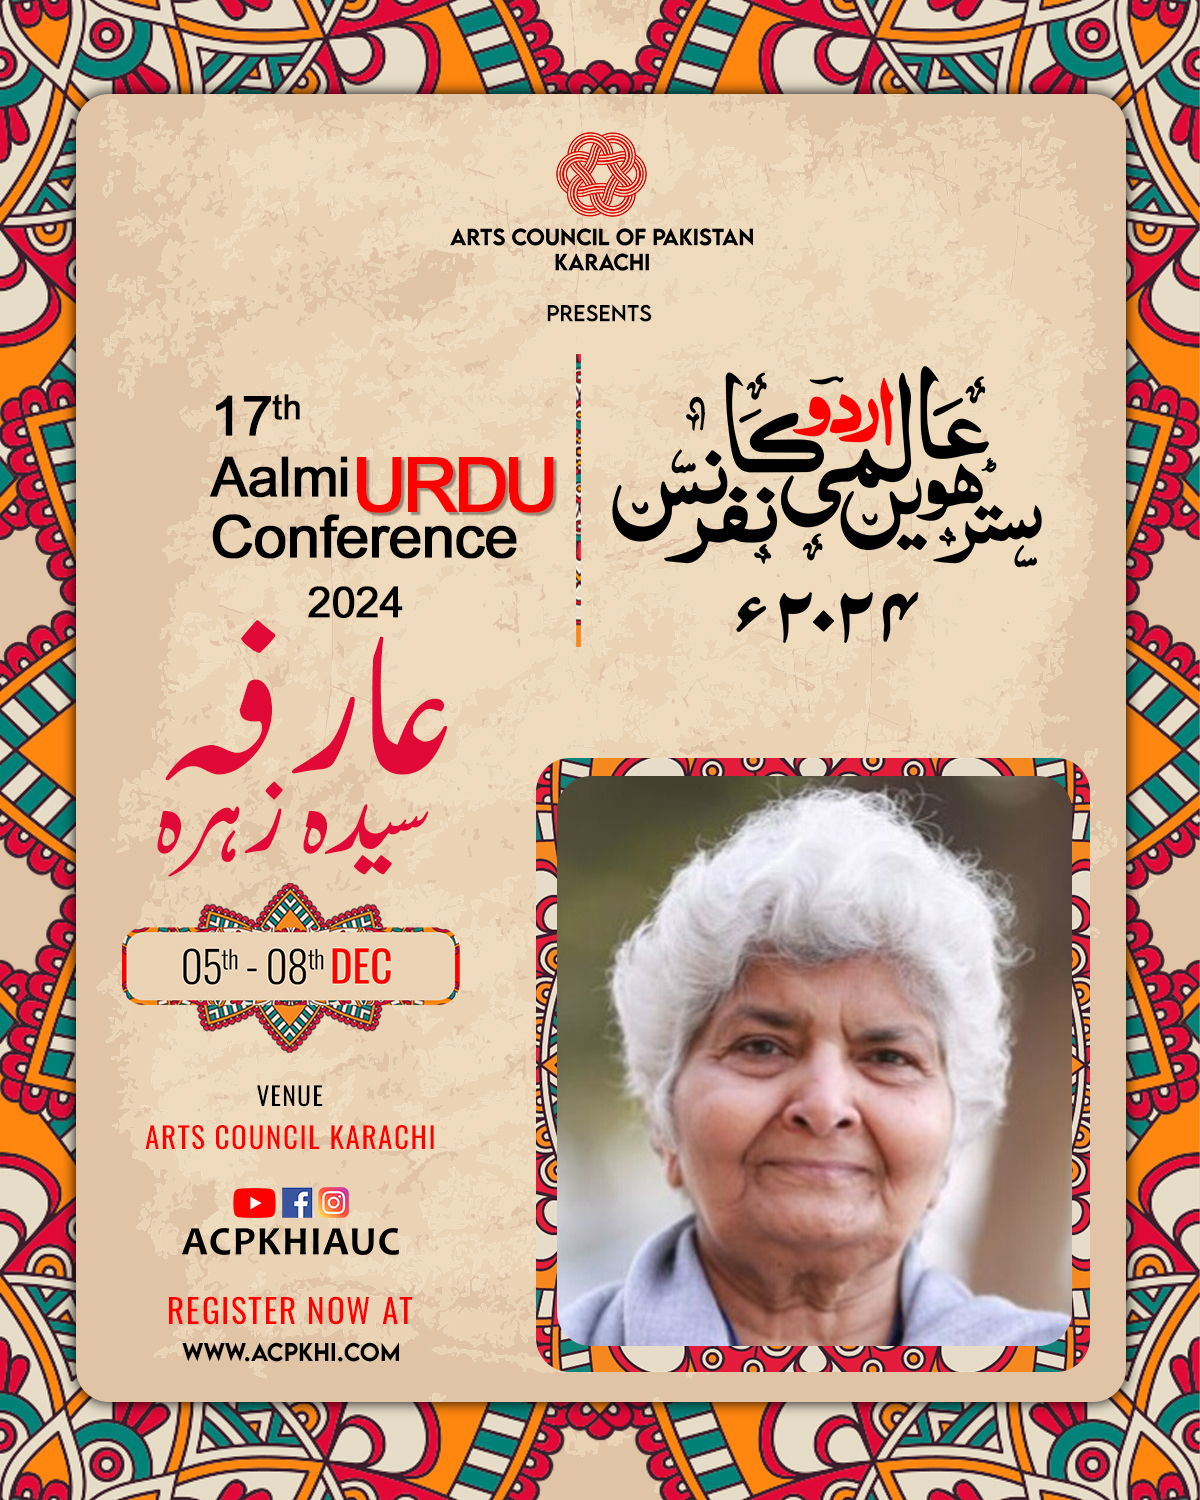 ARTS COUNCIL OF PAKISTAN
KARACHI
PRESENTS
17th
Aalmi URDU
Conference
2024
سترھویں عالمی اردو کانفرنس
۲۰۲۴ء
عارفہ
سیدہ زہرہ
05th - 08th DEC
VENUE
ARTS COUNCIL KARACHI
ACPKHIAUC
REGISTER NOW AT
WWW.ACPKHI.COM